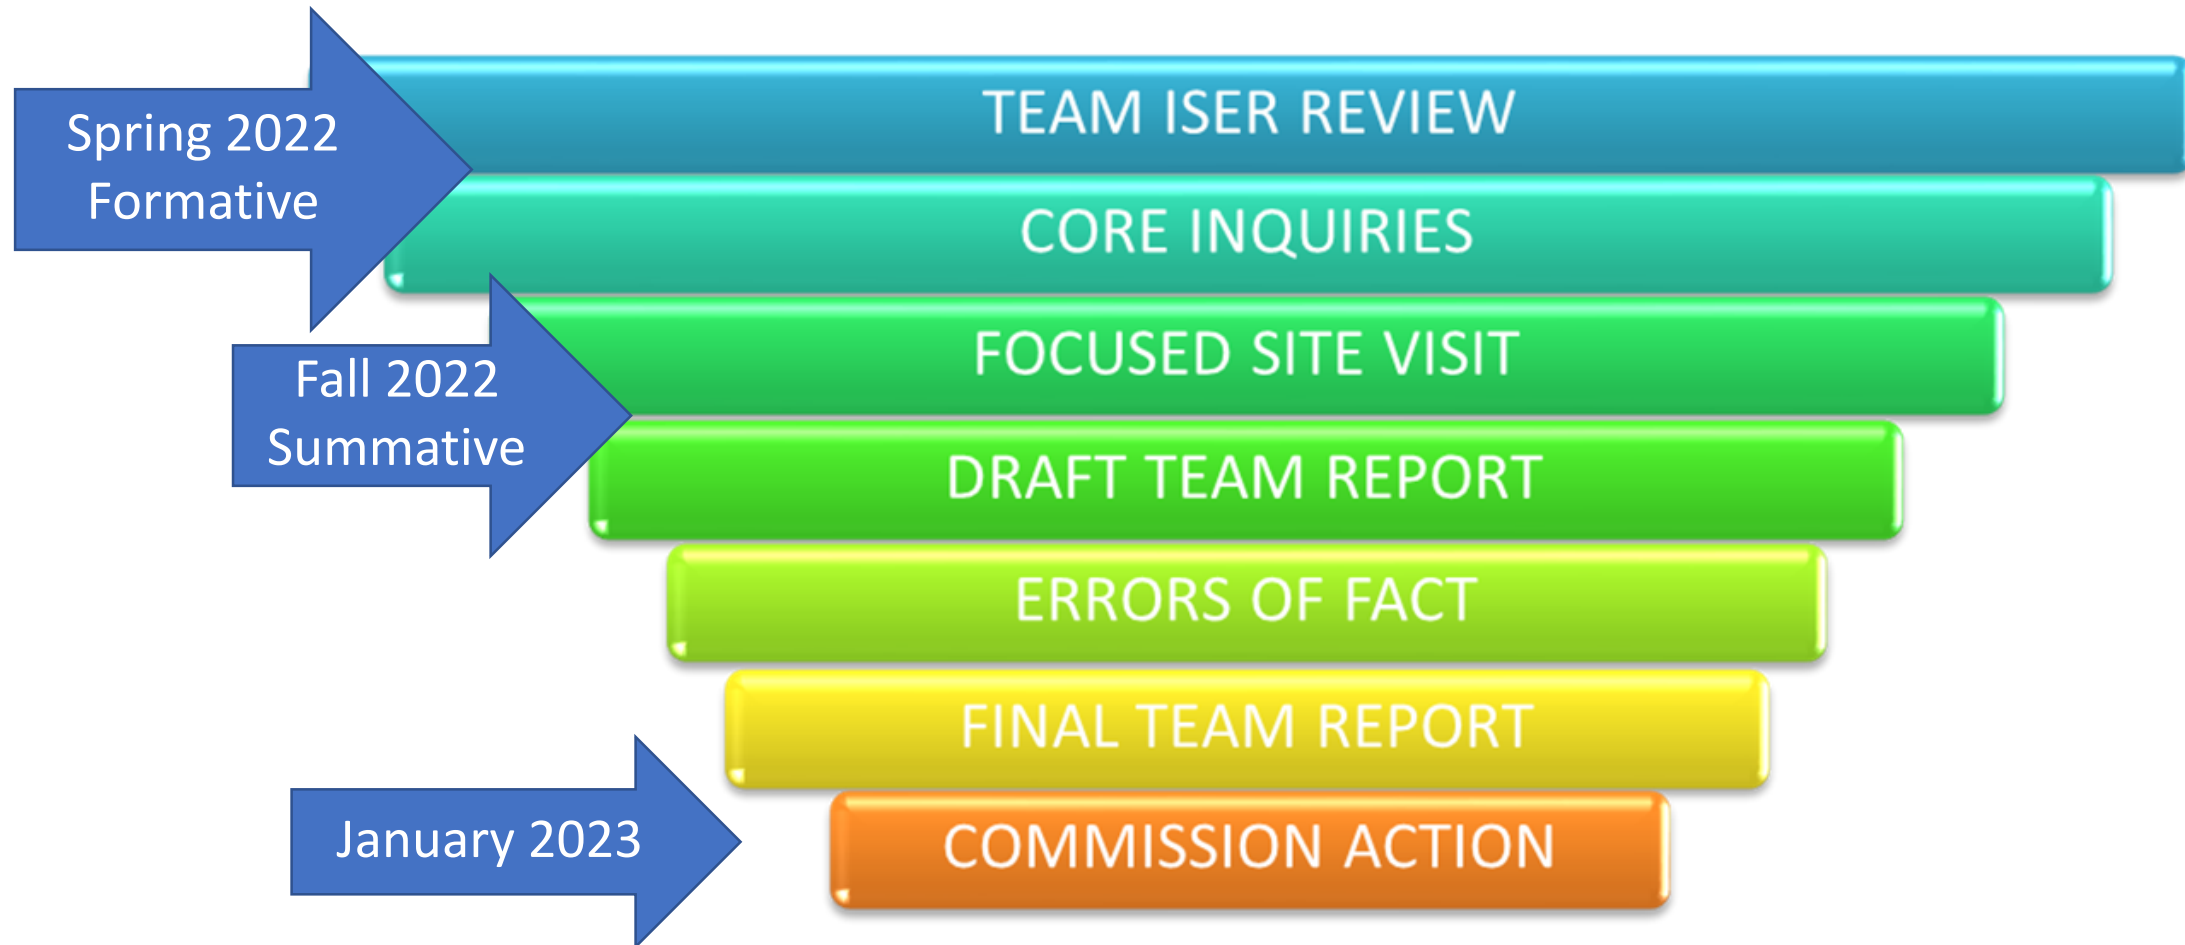 TEAM ISER REVIEW
Spring 2022
Formative
CORE INQUIRIES
FOCUSED SITE VISIT
Fall 2022
Summative
DRAFT TEAM REPORT
ERRORS OF FACT
FINAL TEAM REPORT
January 2023
COMMISSION ACTION